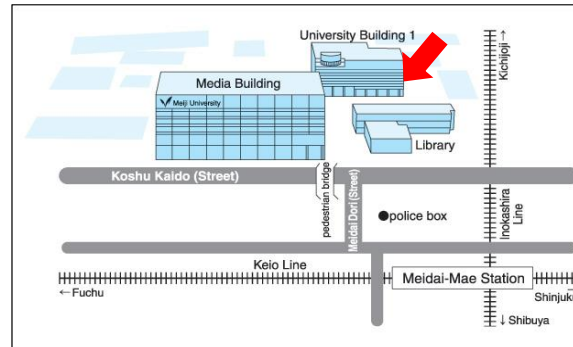 University Building 1
Kichijoji→
Media Building
Meiji University
Library
Koshu Kaido (Street)
pedestrian bridge
Meidai Dori (Street)
●police box
Inokashira
Line
Keio Line
Meidai-Mae Station
←Fuchu
Shinjuku
↓Shibuya